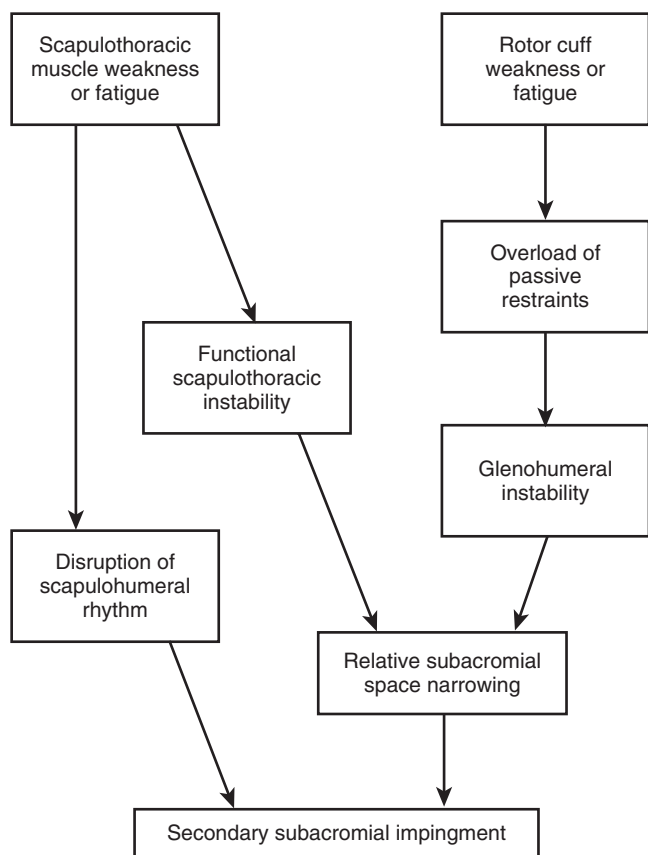 Scapulothoracic
muscle weakness
or fatigue
Rotor cuff
weakness or
fatigue
Overload of
passive
restraints
Functional
scapulothoracic
instability
Glenohumeral
instability
Disruption of
scapulohumeral
rhythm
Relative subacromial
space narrowing
Secondary subacromial impingment